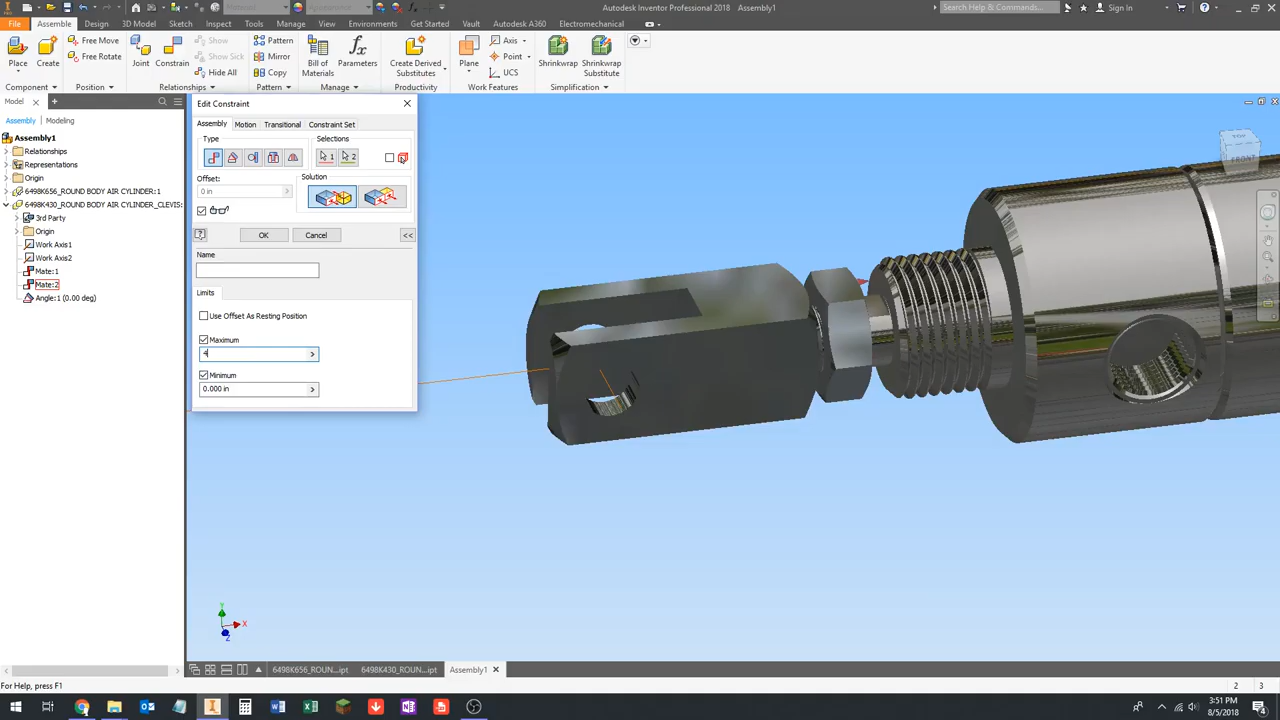 Material
Appearance
Autodesk Inventor Professional 2018 Assembly1
Search Help & Commands...
Sign In
File
Assemble
Design
3D Model
Sketch
Inspect
Tools
Manage
View
Environments
Get Started
Vault
Autodesk A360
Electromechanical
Place
Create
Free Move
Free Rotate
Joint
Constrain
Show
Show Sick
Hide All
Pattern
Mirror
Copy
Bill of
Materials
Parameters
Create Derived
Substitutes
Plane
Axis
Point
UCS
Shrinkwrap
Shrinkwrap
Substitute
Component
Position
Relationships
Pattern
Manage
Productivity
Work Features
Simplification
Model
Assembly
Modeling
Assembly1
Relationships
Representations
Origin
6498K656_ROUND BODY AIR CYLINDER:1
6498K430_ROUND BODY AIR CYLINDER_CLEVIS:
3rd Party
Origin
Work Axis1
Work Axis2
Mate:1
Mate:2
Angle:1 (0.00 deg)
Edit Constraint
Assembly
Motion
Transitional
Constraint Set
Type
Selections
1
2
Offset:
0 in
Solution
OK
Cancel
<<
Name
Limits
Use Offset As Resting Position
Maximum
4
Minimum
0.000 in
TOP
FRONT
Y
X
Z
6498K656_ROUN...ipt
6498K430_ROUN...ipt
Assembly1
For Help, press F1
2
3
3:51 PM
8/5/2018